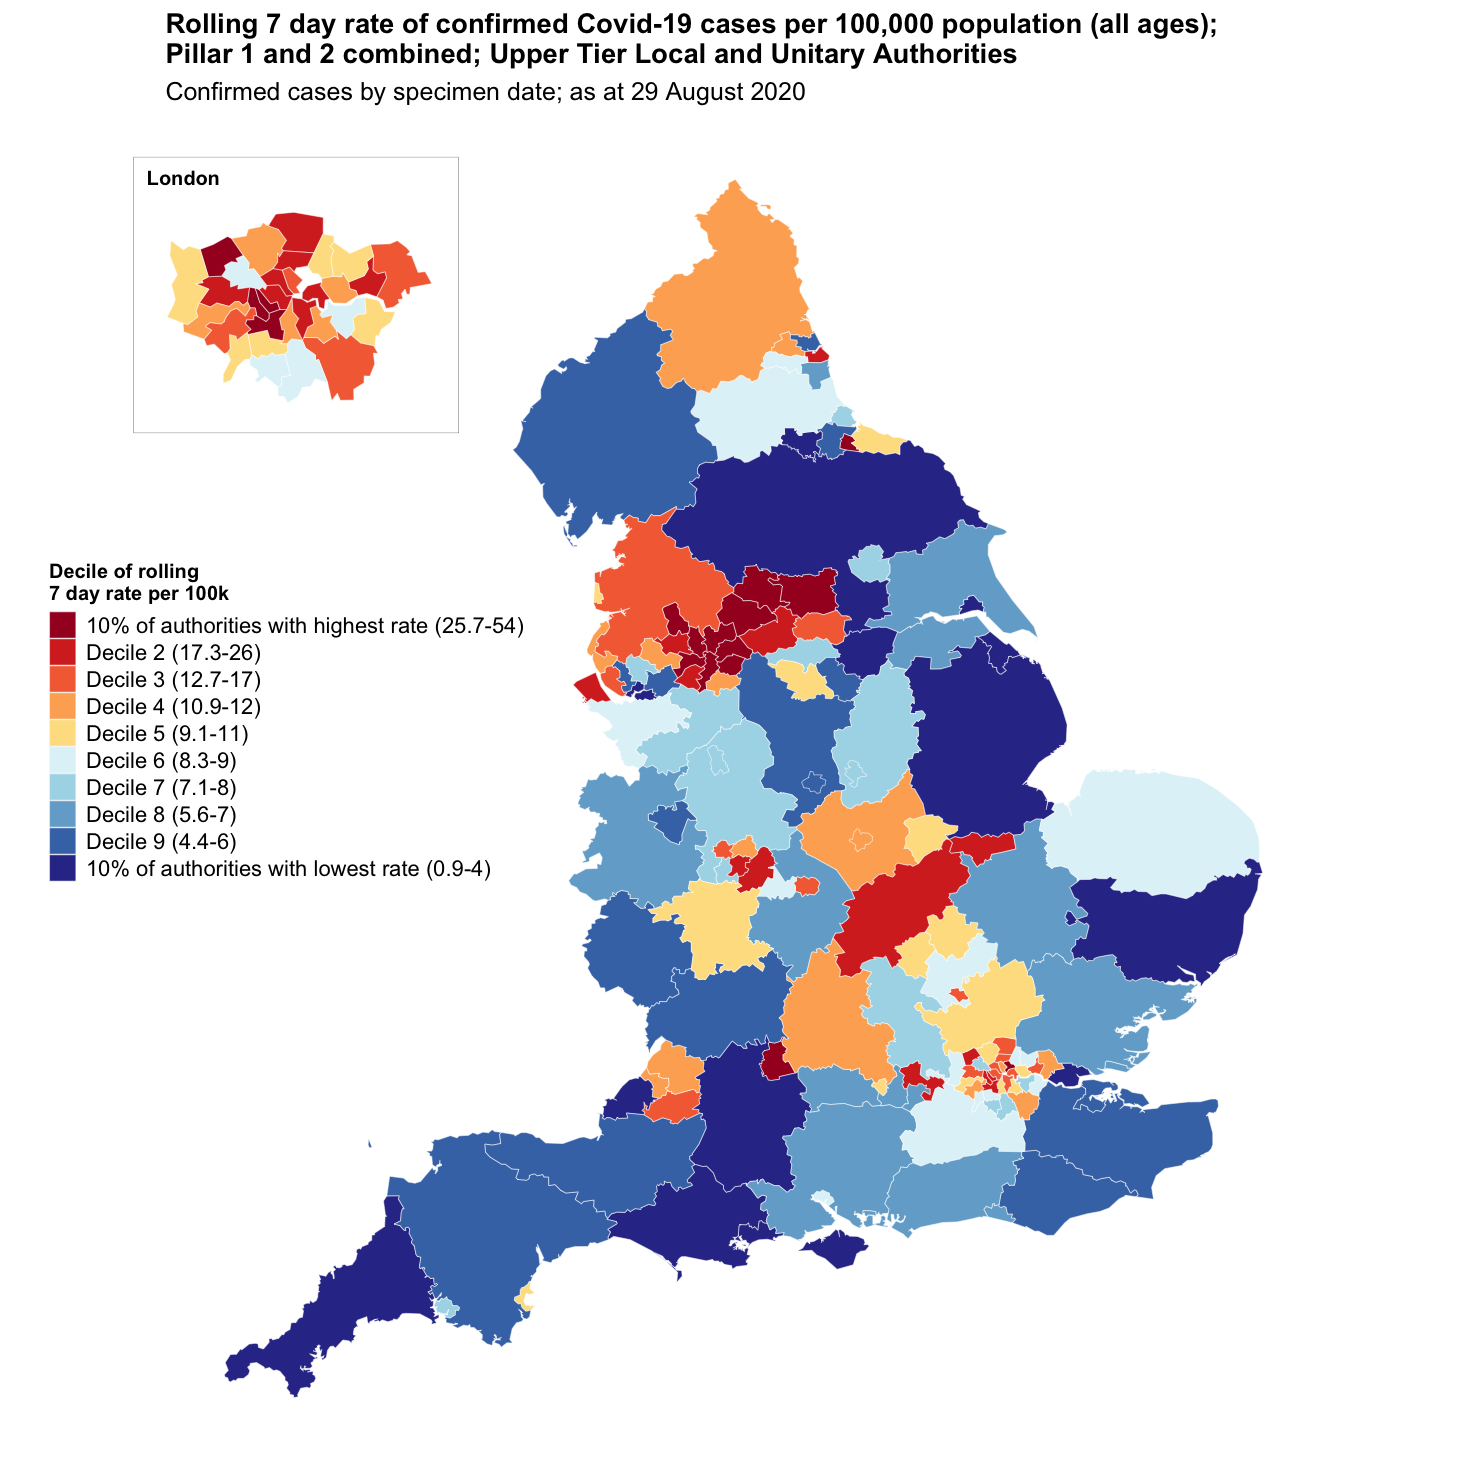 Rolling 7 day rate of confirmed Covid-19 cases per 100,000 population (all ages);
Pillar 1 and 2 combined; Upper Tier Local and Unitary Authorities
Confirmed cases by specimen date; as at 29 August 2020
London
Decile of rolling
7 day rate per 100k
10% of authorities with highest rate (25.7-54)
Decile 2 (17.3-26)
Decile 3 (12.7-17)
Decile 4 (10.9-12)
Decile 5 (9.1-11)
Decile 6 (8.3-9)
Decile 7 (7.1-8)
Decile 8 (5.6-7)
Decile 9 (4.4-6)
10% of authorities with lowest rate (0.9-4)